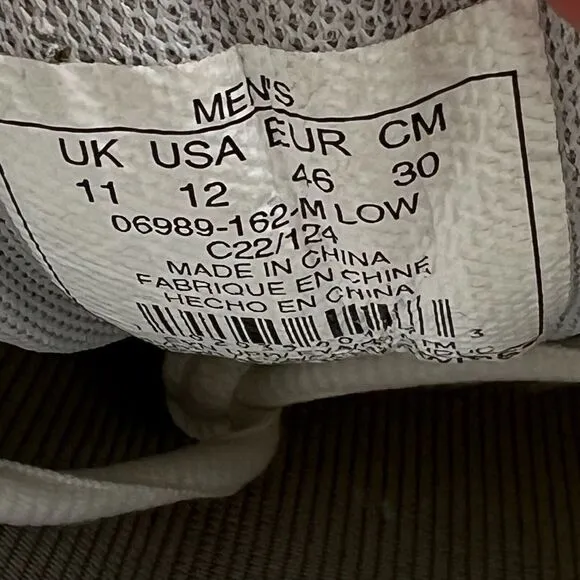 MEN'S
UK USA EUR CM
11 12 46 30
06989-162-M LOW
C22/124
MADE IN CHINA
FABRIQUE EN CHINE
HECHO EN CHINA